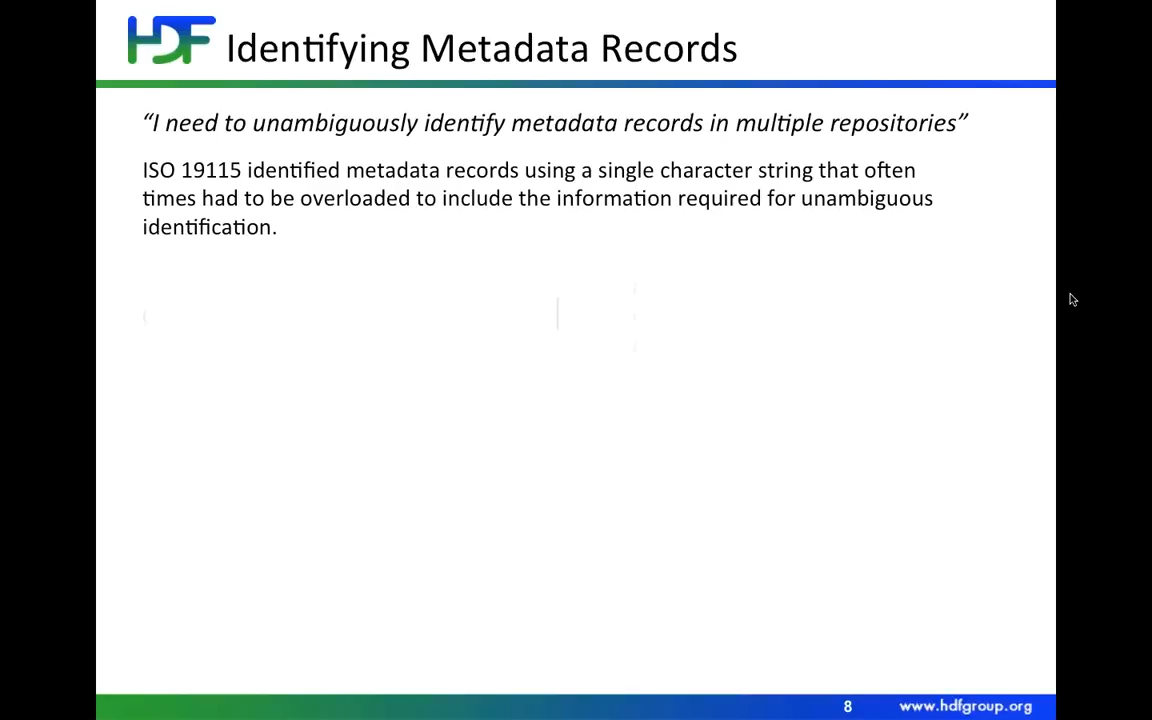 HDF Identifying Metadata Records
“I need to unambiguously identify metadata records in multiple repositories”
ISO 19115 identified metadata records using a single character string that often
times had to be overloaded to include the information required for unambiguous
identification.
8 www.hdfgroup.org